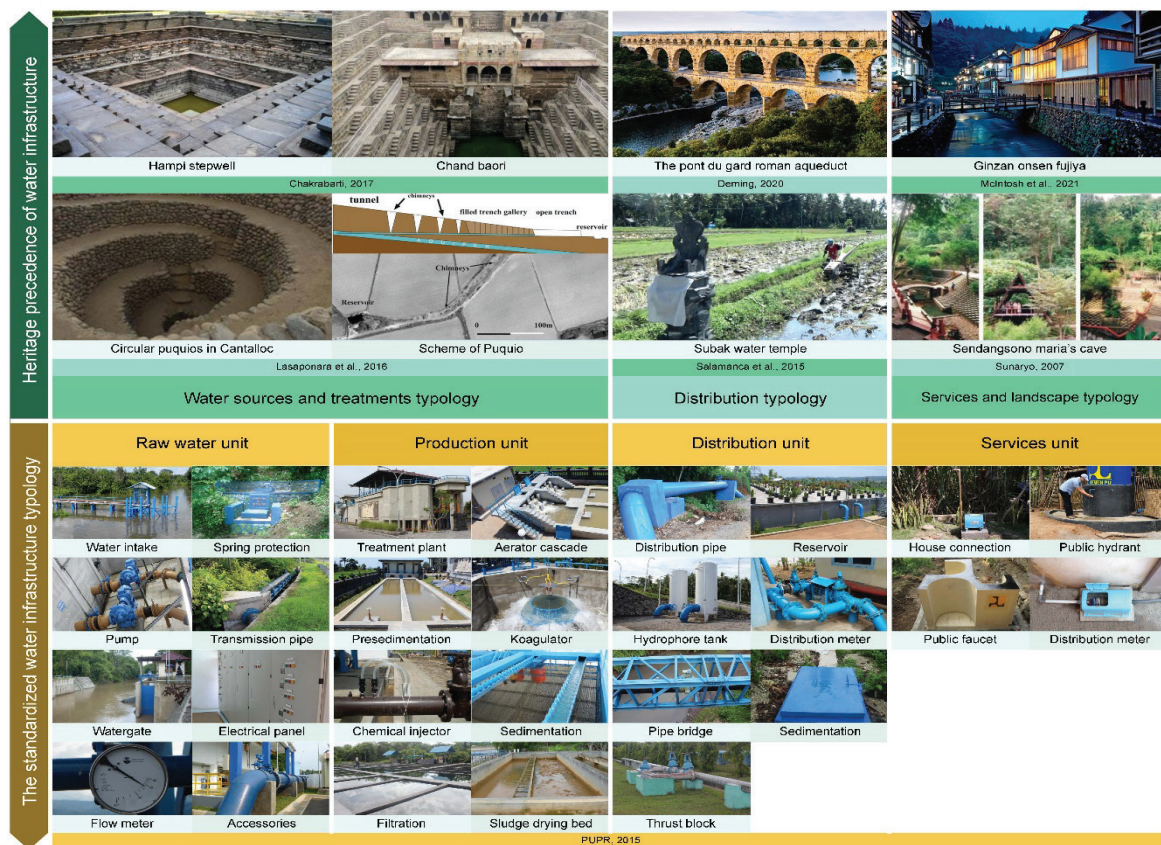 Heritage precedence of water infrastructure
Hampi stepwell
Chand baori
The pont du gard roman aqueduct
Ginzan onsen fujiya
Chakrabarti, 2017
Deming, 2020
McIntosh et al., 2021
tunnel
chimneys
filled trench gallery
open trench
reservoir
Chimneys
Reservoir
0 100m
Circular puquios in Cantalloc
Scheme of Puquio
Subak water temple
Sendangsono maria's cave
Lasaponara et al., 2016
Salamanca et al. 2015
Sunaryo, 2007
Water sources and treatments typology
Distribution typology
Services and landscape typology
The standardized water infrastructure typology
Raw water unit
Production unit
Distribution unit
Services unit
Water intake
Spring protection
Treatment plant
Aerator cascade
Distribution pipe
Reservoir
House connection
Public hydrant
Pump
Transmission pipe
Presedimentation
Koagulator
Hydrophore tank
Distribution meter
Public faucet
Distribution meter
Watergate
Electrical panel
Chemical injector
Sedimentation
Pipe bridge
Sedimentation
Flow meter
Accessories
Filtration
Sludge drying bed
Thrust block
PUPR, 2015